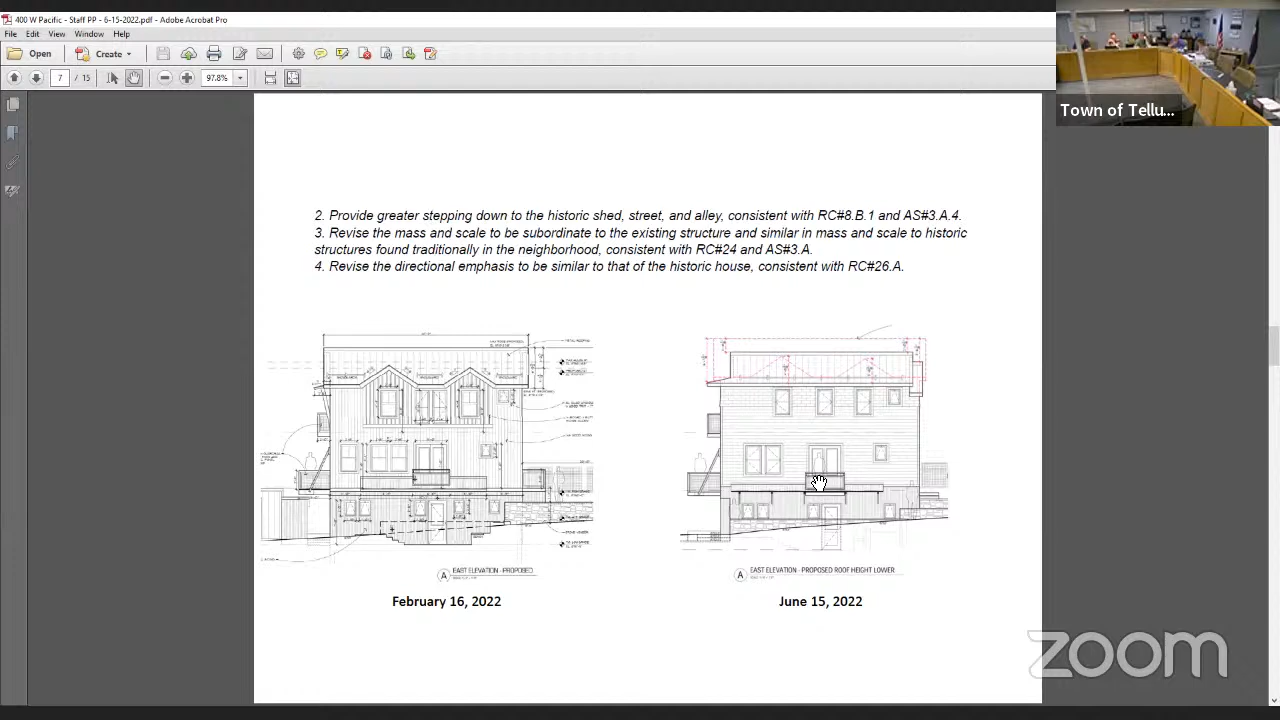 400 W Pacific - Staff PP - 6-15-2022.pdf - Adobe Acrobat Pro
File Edit View Window Help
Open Create
7 / 15 97.8%
Town of Tellu...
2. Provide greater stepping down to the historic shed, street, and alley, consistent with RC#8.B.1 and AS#3.A.4.
3. Revise the mass and scale to be subordinate to the existing structure and similar in mass and scale to historic
structures found traditionally in the neighborhood, consistent with RC#24 and AS#3.A.
4. Revise the directional emphasis to be similar to that of the historic house, consistent with RC#26.A.
A EAST ELEVATION - PROPOSED
A EAST ELEVATION - PROPOSED ROOF HEIGHT LOWER
February 16, 2022
June 15, 2022
zoom